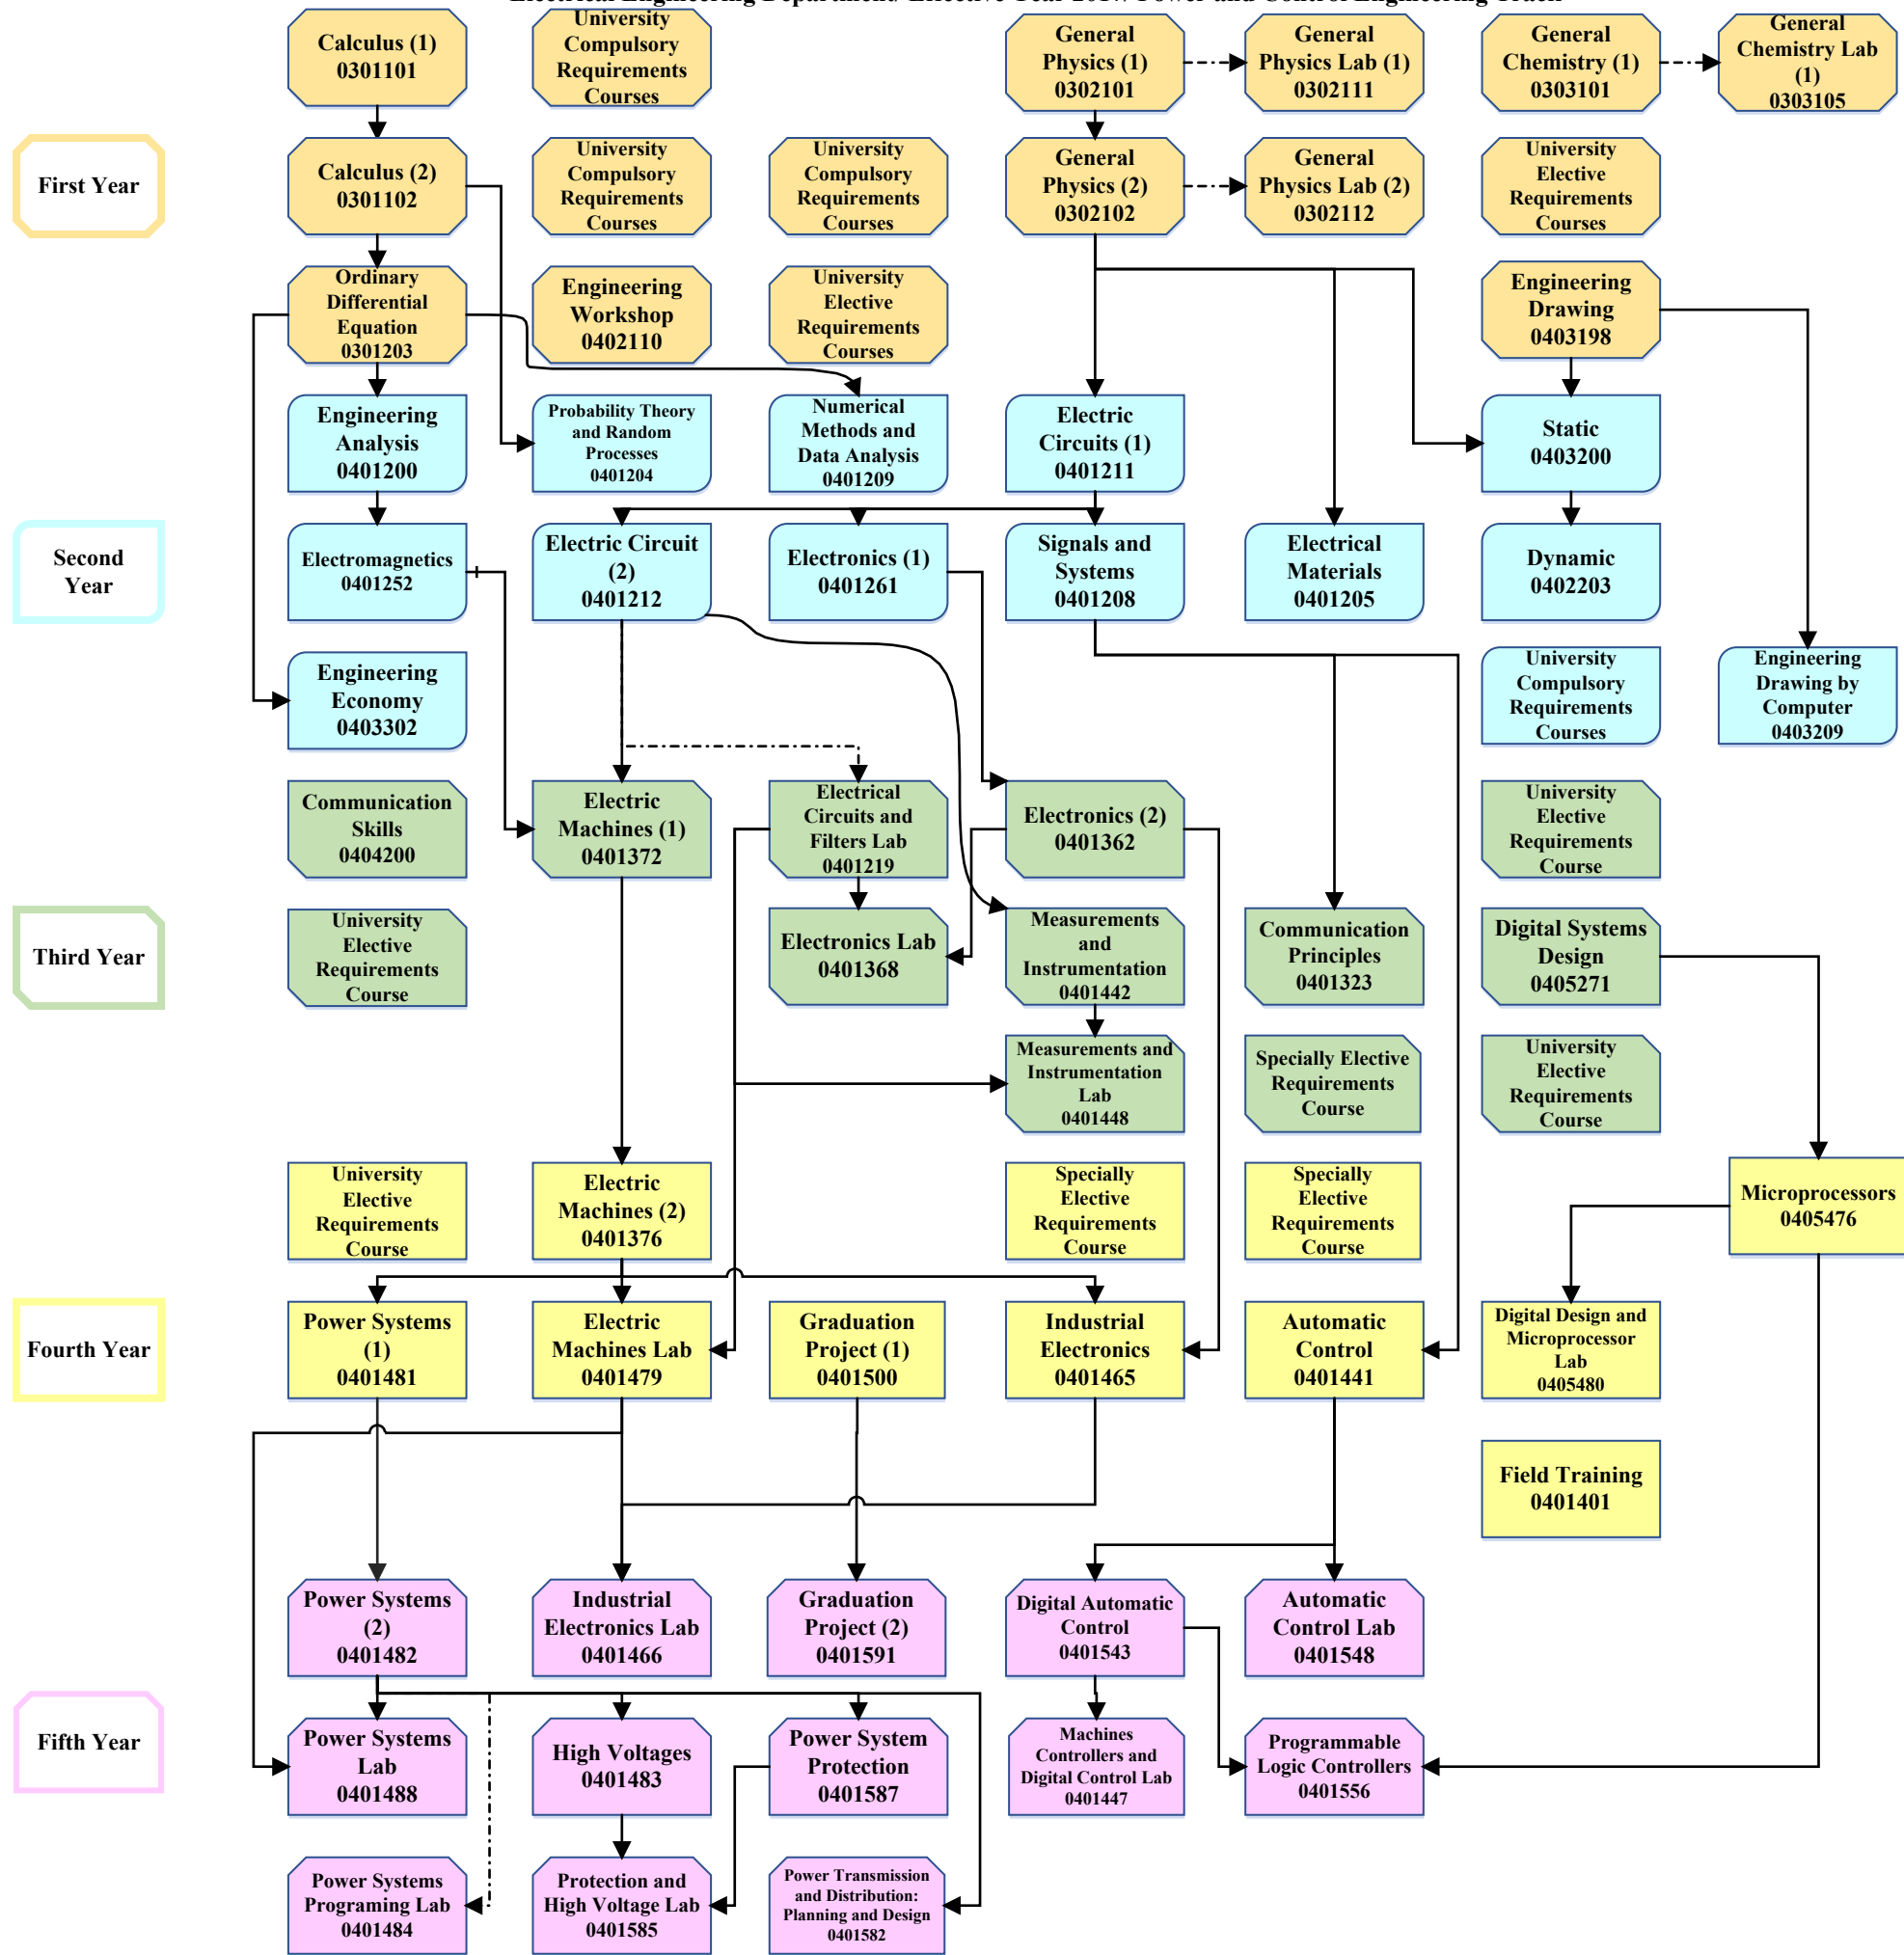 Electrical Engineering Department/ Effective Year 2017/ Power and Control Engineering Track
Calculus (1)
0301101
University
Compulsory
Requirements
Courses
General
Physics (1)
0302101
General
Physics Lab (1)
0302111
General
Chemistry (1)
0303101
General
Chemistry Lab
(1)
0303105
First Year
Calculus (2)
0301102
University
Compulsory
Requirements
Courses
University
Compulsory
Requirements
Courses
General
Physics (2)
0302102
General
Physics Lab (2)
0302112
University
Elective
Requirements
Courses
Ordinary
Differential
Equation
0301203
Engineering
Workshop
0402110
University
Elective
Requirements
Courses
Engineering
Drawing
0403198
Engineering
Analysis
0401200
Probability Theory
and Random
Processes
0401204
Numerical
Methods and
Data Analysis
0401209
Electric
Circuits (1)
0401211
Static
0403200
Second
Year
Electromagnetics
0401252
Electric Circuit
(2)
0401212
Electronics (1)
0401261
Signals and
Systems
0401208
Electrical
Materials
0401205
Dynamic
0402203
Engineering
Economy
0403302
University
Compulsory
Requirements
Courses
Engineering
Drawing by
Computer
0403209
Communication
Skills
0404200
Electric
Machines (1)
0401372
Electrical
Circuits and
Filters Lab
0401219
Electronics (2)
0401362
University
Elective
Requirements
Course
Third Year
University
Elective
Requirements
Course
Electronics Lab
0401368
Measurements
and
Instrumentation
0401442
Communication
Principles
0401323
Digital Systems
Design
0405271
Measurements and
Instrumentation
Lab
0401448
Specially Elective
Requirements
Course
University
Elective
Requirements
Course
University
Elective
Requirements
Course
Electric
Machines (2)
0401376
Specially
Elective
Requirements
Course
Specially
Elective
Requirements
Course
Microprocessors
0405476
Fourth Year
Power Systems
(1)
0401481
Electric
Machines Lab
0401479
Graduation
Project (1)
0401500
Industrial
Electronics
0401465
Automatic
Control
0401441
Digital Design and
Microprocessor
Lab
0405480
Field Training
0401401
Power Systems
(2)
0401482
Industrial
Electronics Lab
0401466
Graduation
Project (2)
0401591
Digital Automatic
Control
0401543
Automatic
Control Lab
0401548
Fifth Year
Power Systems
Lab
0401488
High Voltages
0401483
Power System
Protection
0401587
Machines
Controllers and
Digital Control Lab
0401447
Programmable
Logic Controllers
0401556
Power Systems
Programing Lab
0401484
Protection and
High Voltage Lab
0401585
Power Transmission
and Distribution:
Planning and Design
0401582